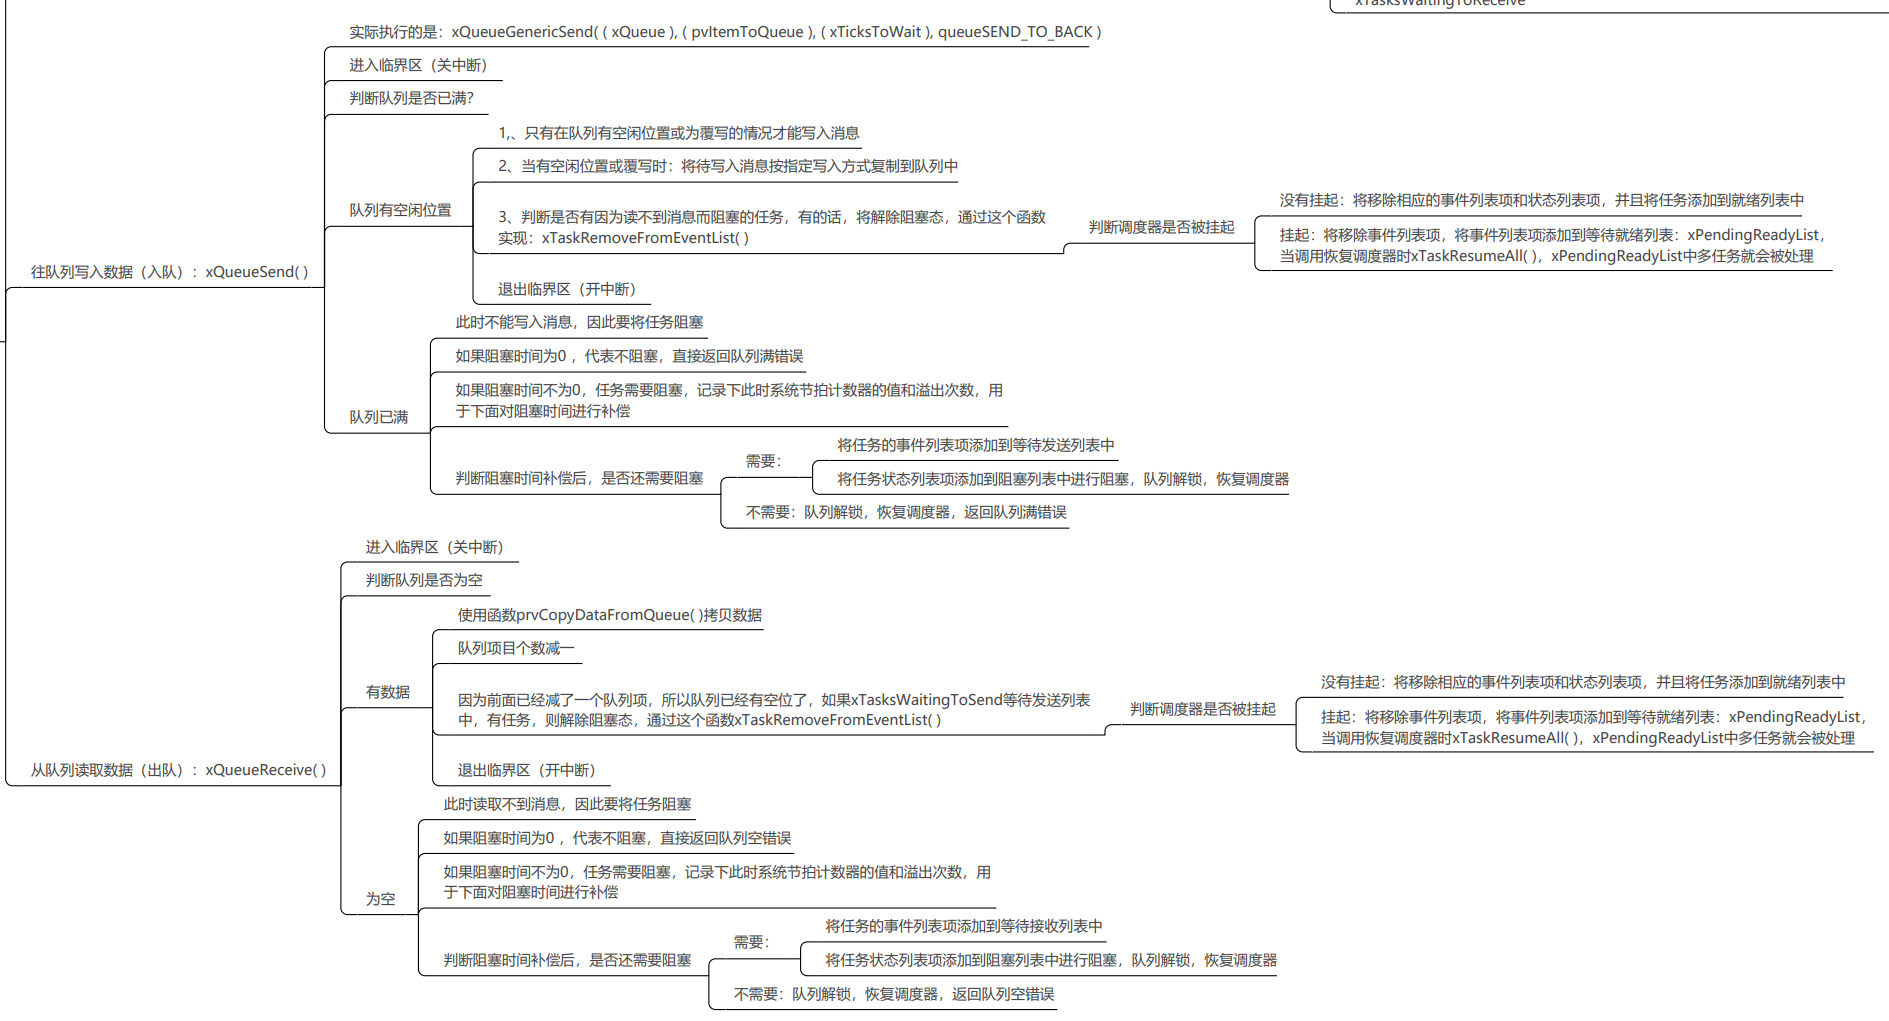 xTasksWaitingToReceive
实际执行的是：xQueueGenericSend( ( xQueue ), ( pvItemToQueue ), ( xTicksToWait ), queueSEND_TO_BACK )
进入临界区（关中断）
判断队列是否已满？
1,、只有在队列有空闲位置或为覆写的情况才能写入消息
2、当有空闲位置或覆写时：将待写入消息按指定写入方式复制到队列中
队列有空闲位置
3、判断是否有因为读不到消息而阻塞的任务，有的话，将解除阻塞态，通过这个函数
实现：xTaskRemoveFromEventList( )
判断调度器是否被挂起
没有挂起：将移除相应的事件列表项和状态列表项，并且将任务添加到就绪列表中
挂起：将移除事件列表项，将事件列表项添加到等待就绪列表：xPendingReadyList，
当调用恢复调度器时xTaskResumeAll( )，xPendingReadyList中多任务就会被处理
往队列写入数据（入队）：xQueueSend( )
退出临界区（开中断）
此时不能写入消息，因此要将任务阻塞
如果阻塞时间为0 ，代表不阻塞，直接返回队列满错误
如果阻塞时间不为0，任务需要阻塞，记录下此时系统节拍计数器的值和溢出次数，用
于下面对阻塞时间进行补偿
队列已满
判断阻塞时间补偿后，是否还需要阻塞
需要：
将任务的事件列表项添加到等待发送列表中
将任务状态列表项添加到阻塞列表中进行阻塞，队列解锁，恢复调度器
不需要：队列解锁，恢复调度器，返回队列满错误
进入临界区（关中断）
判断队列是否为空
使用函数prvCopyDataFromQueue( )拷贝数据
队列项目个数减一
有数据
因为前面已经减了一个队列项，所以队列已经有空位了，如果xTasksWaitingToSend等待发送列表
中，有任务，则解除阻塞态，通过这个函数xTaskRemoveFromEventList( )
判断调度器是否被挂起
没有挂起：将移除相应的事件列表项和状态列表项，并且将任务添加到就绪列表中
挂起：将移除事件列表项，将事件列表项添加到等待就绪列表：xPendingReadyList，
当调用恢复调度器时xTaskResumeAll( )，xPendingReadyList中多任务就会被处理
从队列读取数据（出队）：xQueueReceive( )
退出临界区（开中断）
此时读取不到消息，因此要将任务阻塞
如果阻塞时间为0 ，代表不阻塞，直接返回队列空错误
如果阻塞时间不为0，任务需要阻塞，记录下此时系统节拍计数器的值和溢出次数，用
于下面对阻塞时间进行补偿
为空
判断阻塞时间补偿后，是否还需要阻塞
需要：
将任务的事件列表项添加到等待接收列表中
将任务状态列表项添加到阻塞列表中进行阻塞，队列解锁，恢复调度器
不需要：队列解锁，恢复调度器，返回队列空错误